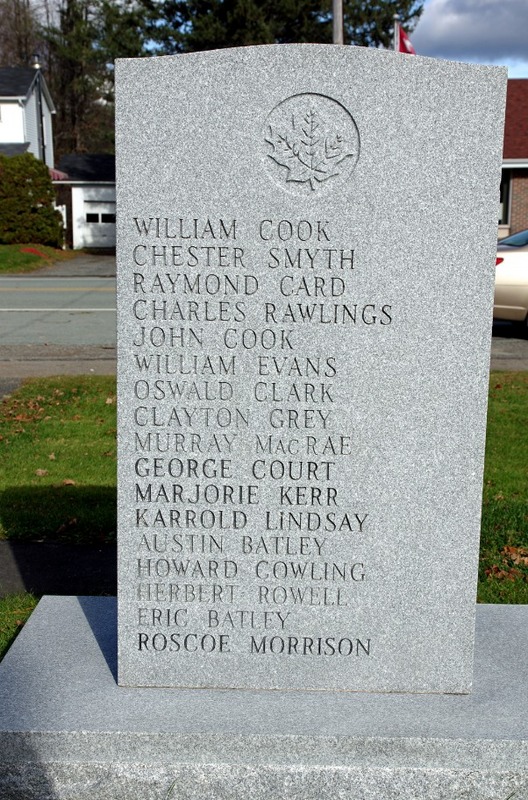 WILLIAM COOK
CHESTER SMYTH
RAYMOND CARD
CHARLES RAWLINGS
JOHN COOK
WILLIAM EVANS
OSWALD CLARK
CLAYTON GREY
MURRAY MacRAE
GEORGE COURT
MARJORIE KERR
KARROLD LiNDSAY
AUSTIN BATLEY
HOWARD COWLING
HERBERT ROWELL
ERIC BATLEY
ROSCOE MORRISON